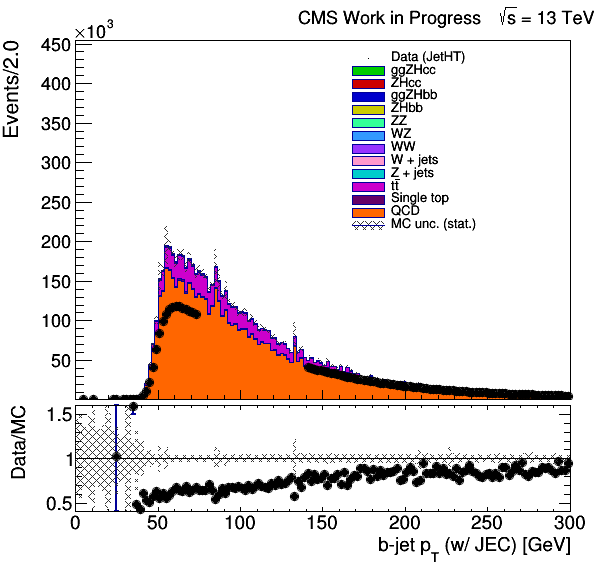 CMS Work in Progress √s = 13 TeV
×10³
Events/2.0
450
400
350
300
250
200
150
100
50
Data (JetHT)
ggZHcc
ZHcc
ggZHbb
ZHbb
ZZ
WZ
WW
W + jets
Z + jets
tt̄
Single top
QCD
MC unc. (stat.)
Data/MC
1.5
1
0.5
0 50 100 150 200 250 300
b-jet p_T (w/ JEC) [GeV]